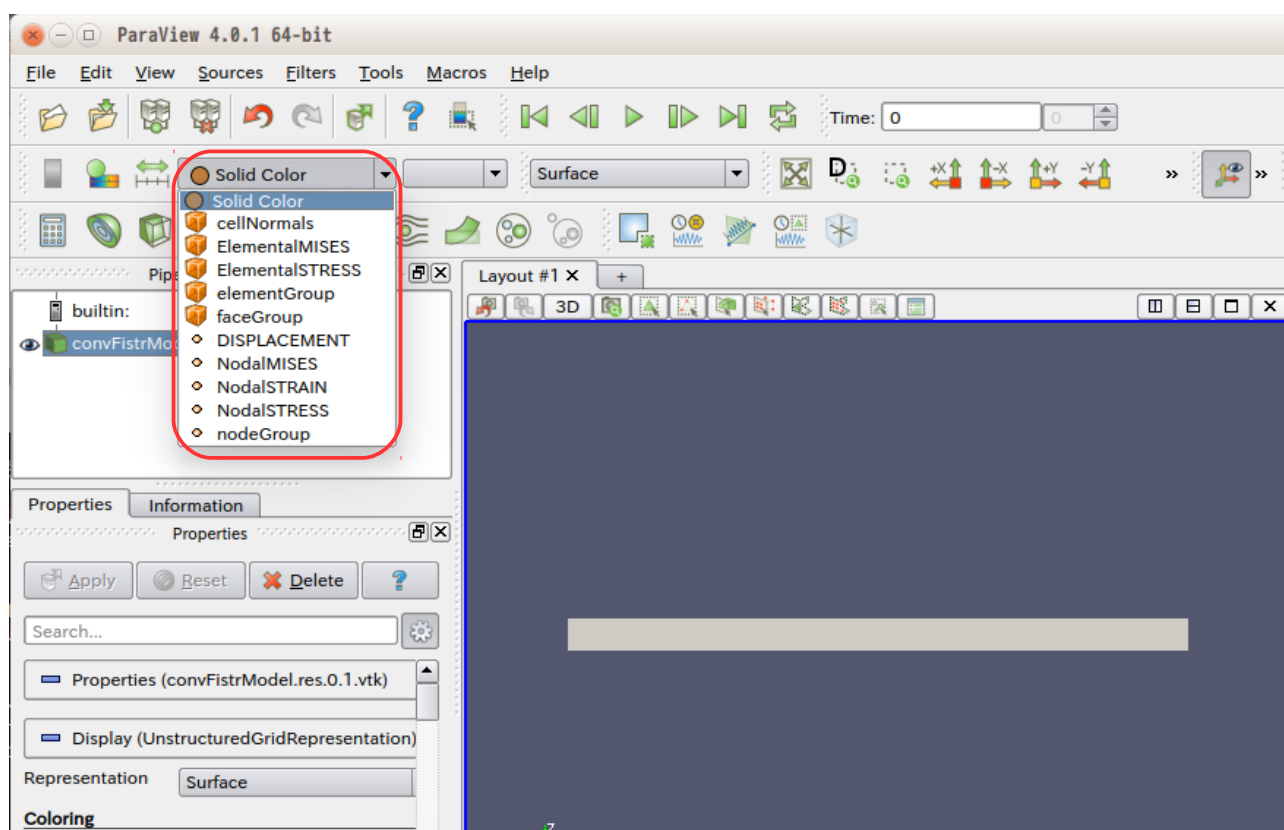 ParaView 4.0.1 64-bit
File Edit View Sources Filters Tools Macros Help
Time: 0 0
Solid Color Surface +X -X +Y -Y » »
Solid Color
cellNormals
ElementalMISES
ElementalSTRESS
elementGroup
faceGroup
DISPLACEMENT
NodalMISES
NodalSTRAIN
NodalSTRESS
nodeGroup
Pip
Layout #1 X +
builtin:
3D
convFistrMo
Properties Information
Properties
Apply Reset Delete ?
Search...
Properties (convFistrModel.res.0.1.vtk)
Display (UnstructuredGridRepresentation)
Representation Surface
Coloring
Z